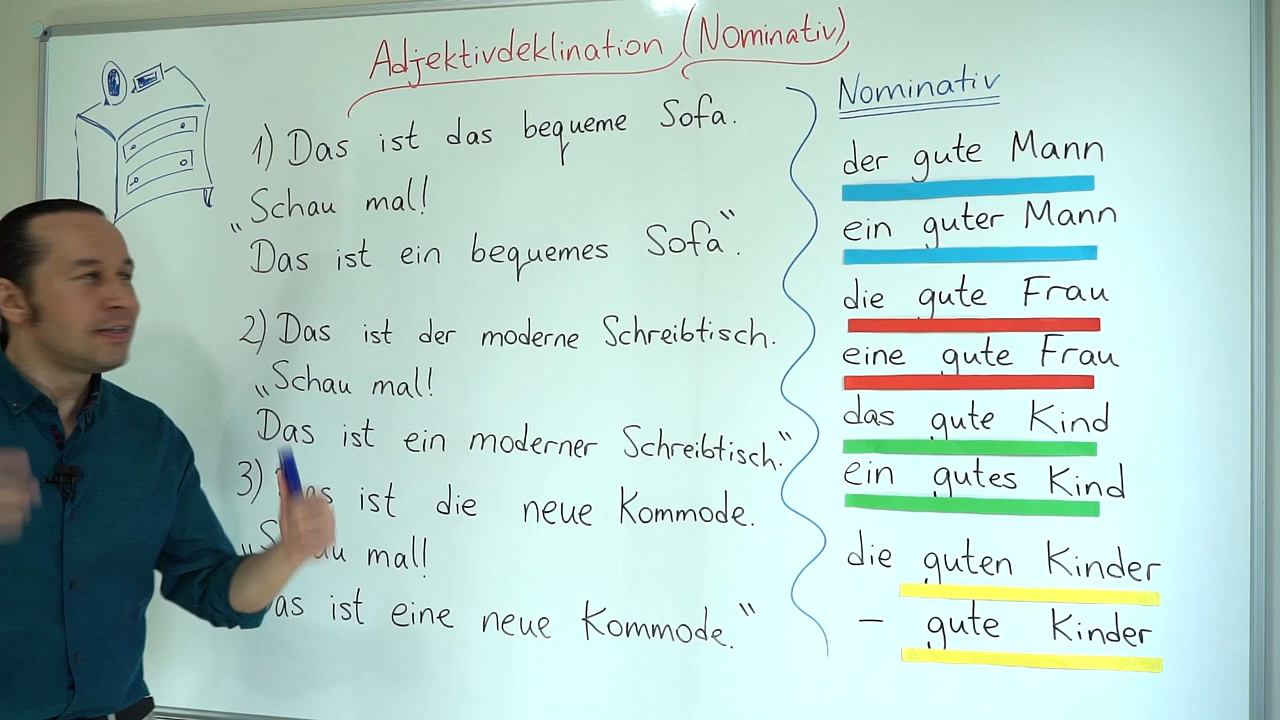 Adjektivdeklination (Nominativ)
1) Das ist das bequeme Sofa.
„Schau mal!
Das ist ein bequemes Sofa“.
2) Das ist der moderne Schreibtisch.
„Schau mal!
Das ist ein moderner Schreibtisch.“
3) ist die neue Kommode.
mal!
ist eine neue Kommode.“
Nominativ
der gute Mann
ein guter Mann
die gute Frau
eine gute Frau
das gute Kind
ein gutes Kind
die guten Kinder
– gute Kinder